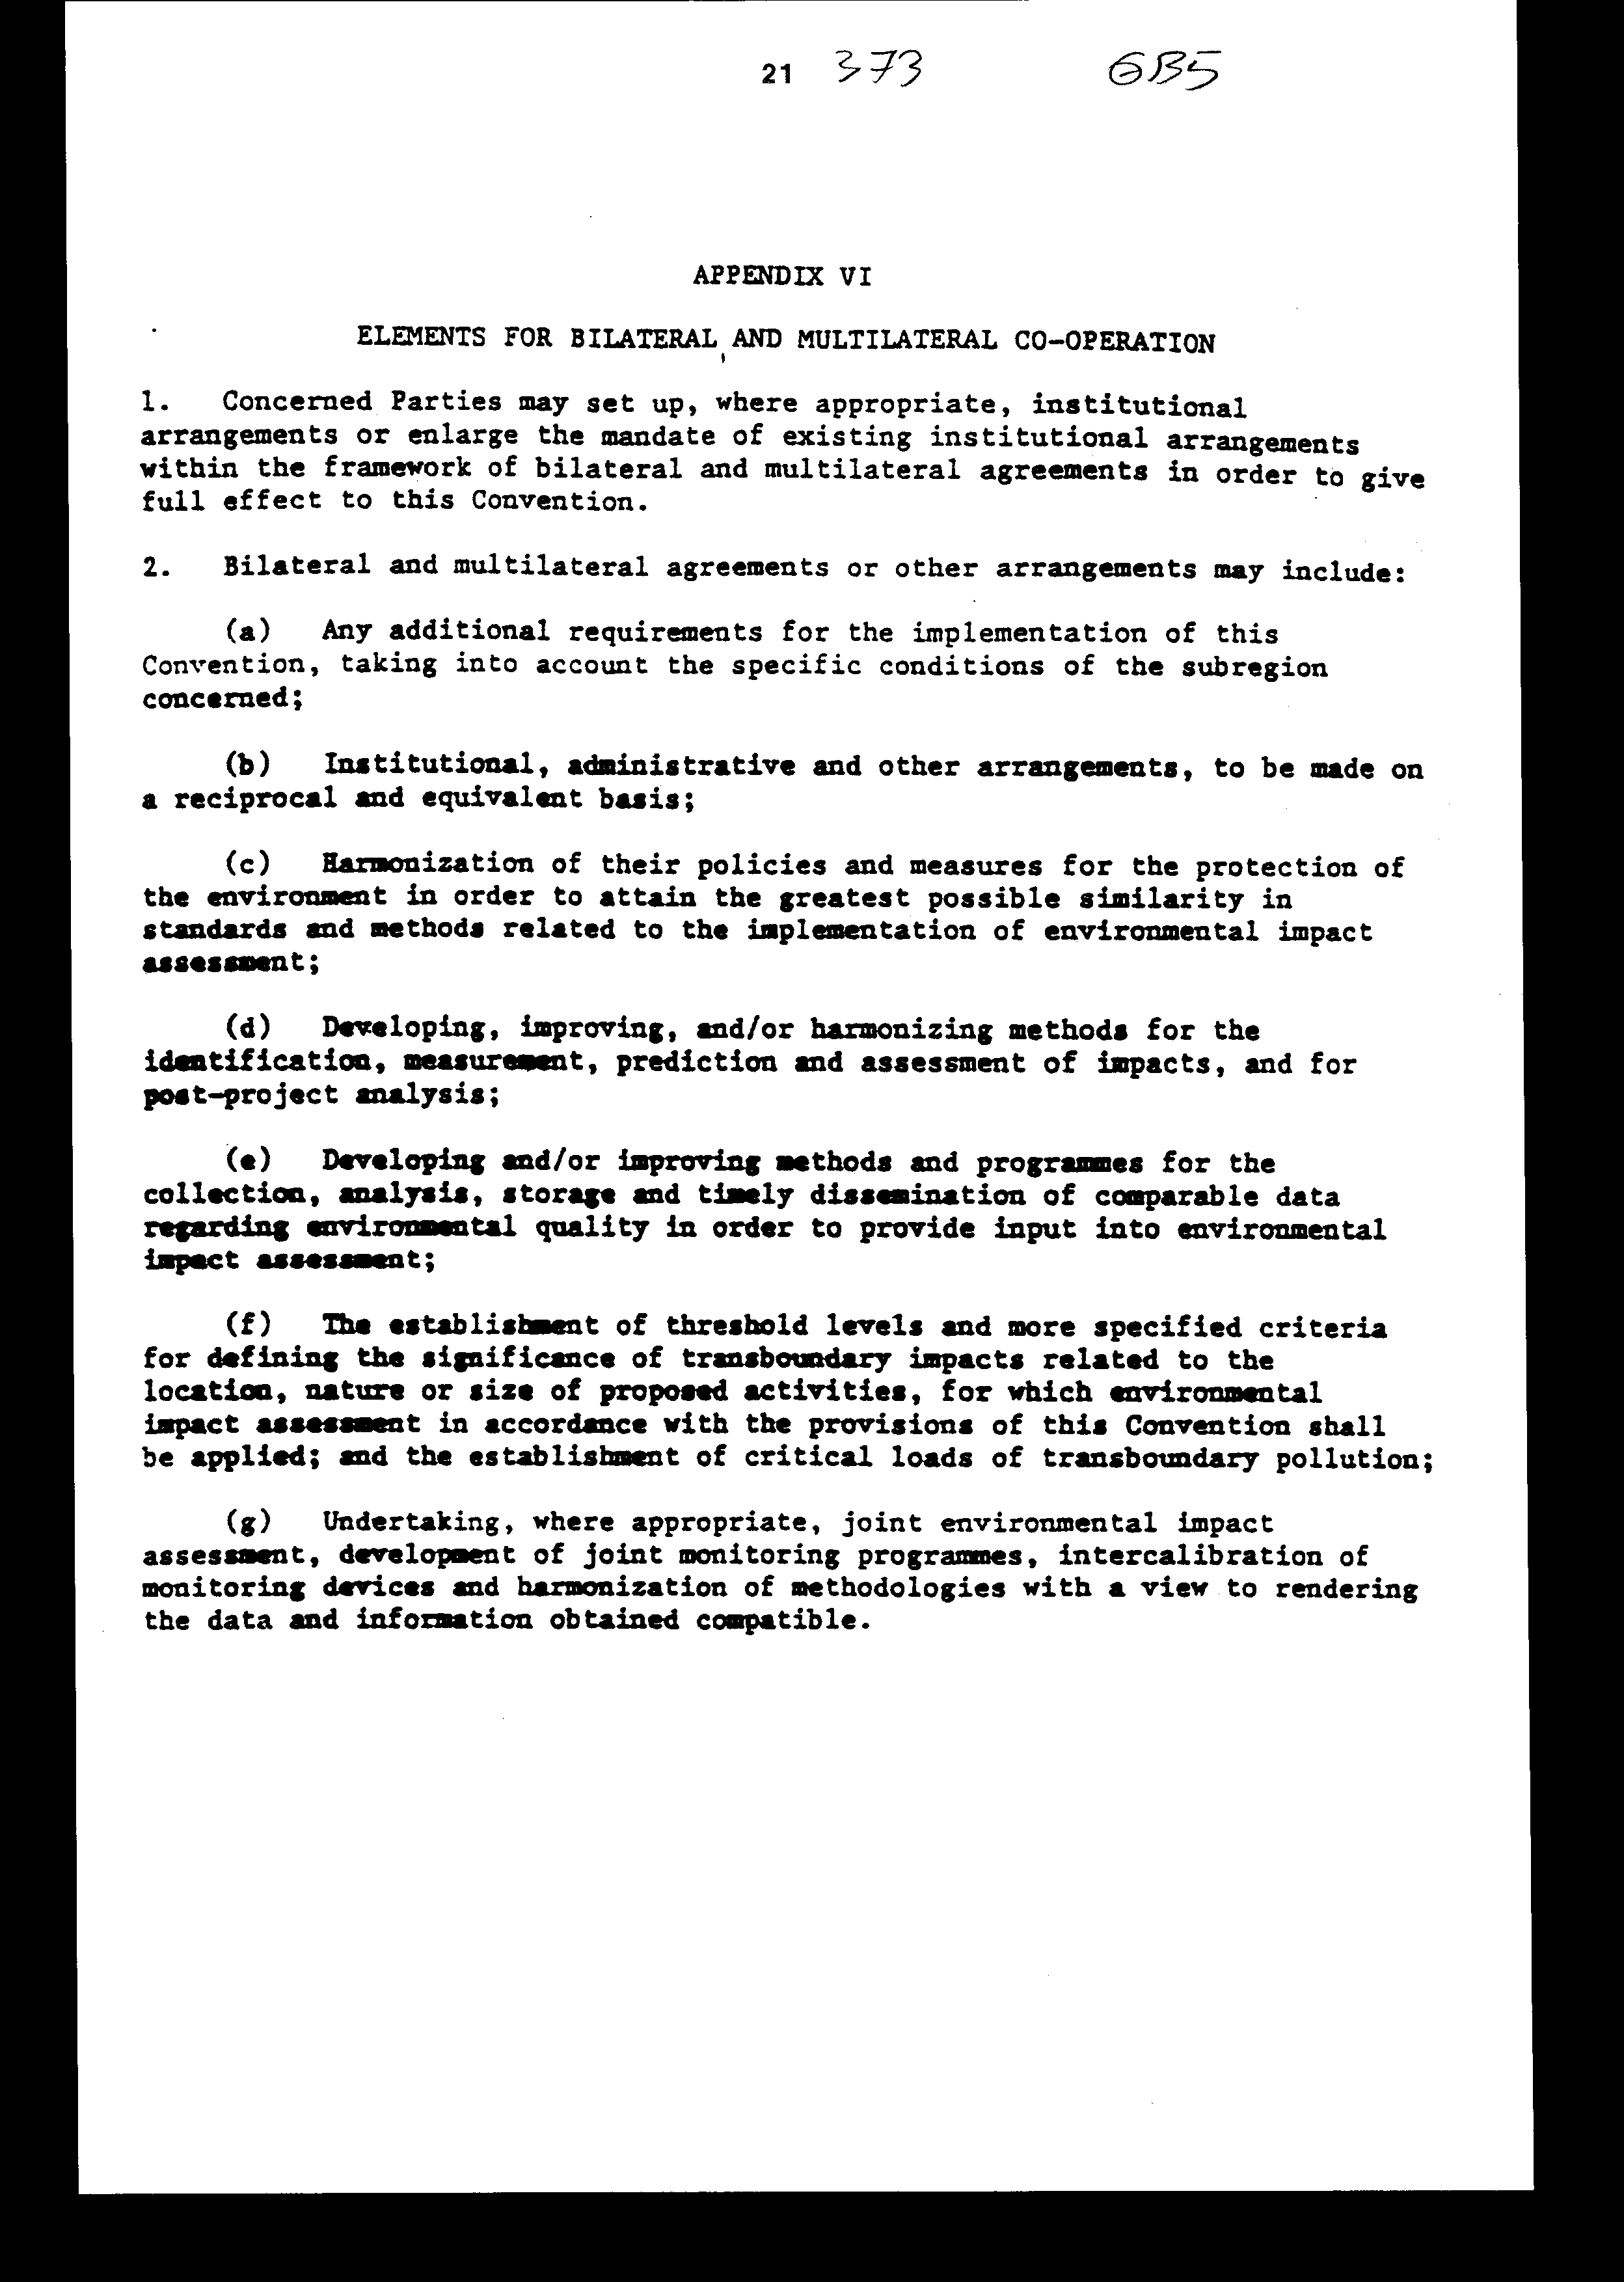 21 373 GB5
APPENDIX VI
ELEMENTS FOR BILATERAL AND MULTILATERAL CO-OPERATION
1. Concerned Parties may set up, where appropriate, institutional
arrangements or enlarge the mandate of existing institutional arrangements
within the framework of bilateral and multilateral agreements in order to give
full effect to this Convention.
2. Bilateral and multilateral agreements or other arrangements may include:
(a) Any additional requirements for the implementation of this
Convention, taking into account the specific conditions of the subregion
concerned;
(b) Institutional, administrative and other arrangements, to be made on
a reciprocal and equivalent basis;
(c) Harmonization of their policies and measures for the protection of
the environment in order to attain the greatest possible similarity in
standards and methods related to the implementation of environmental impact
assessment;
(d) Developing, improving, and/or harmonizing methods for the
identification, measurement, prediction and assessment of impacts, and for
post-project analysis;
(e) Developing and/or improving methods and programmes for the
collection, analysis, storage and timely dissemination of comparable data
regarding environmental quality in order to provide input into environmental
impact assessment;
(f) The establishment of threshold levels and more specified criteria
for defining the significance of transboundary impacts related to the
location, nature or size of proposed activities, for which environmental
impact assessment in accordance with the provisions of this Convention shall
be applied; and the establishment of critical loads of transboundary pollution;
(g) Undertaking, where appropriate, joint environmental impact
assessment, development of joint monitoring programmes, intercalibration of
monitoring devices and harmonization of methodologies with a view to rendering
the data and information obtained compatible.